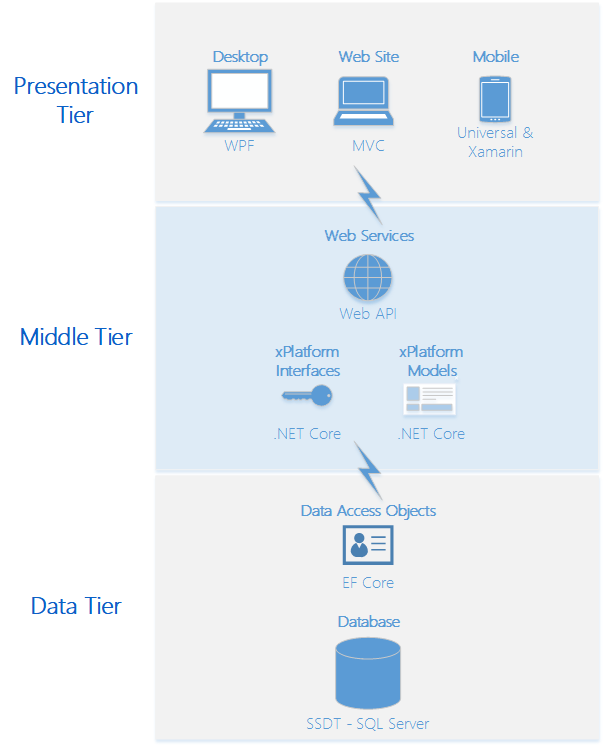 Presentation
Tier
Desktop
Web Site
Mobile
WPF
MVC
Universal &
Xamarin
Middle Tier
Web Services
Web API
xPlatform
Interfaces
xPlatform
Models
.NET Core
.NET Core
Data Tier
Data Access Objects
EF Core
Database
SSDT - SQL Server